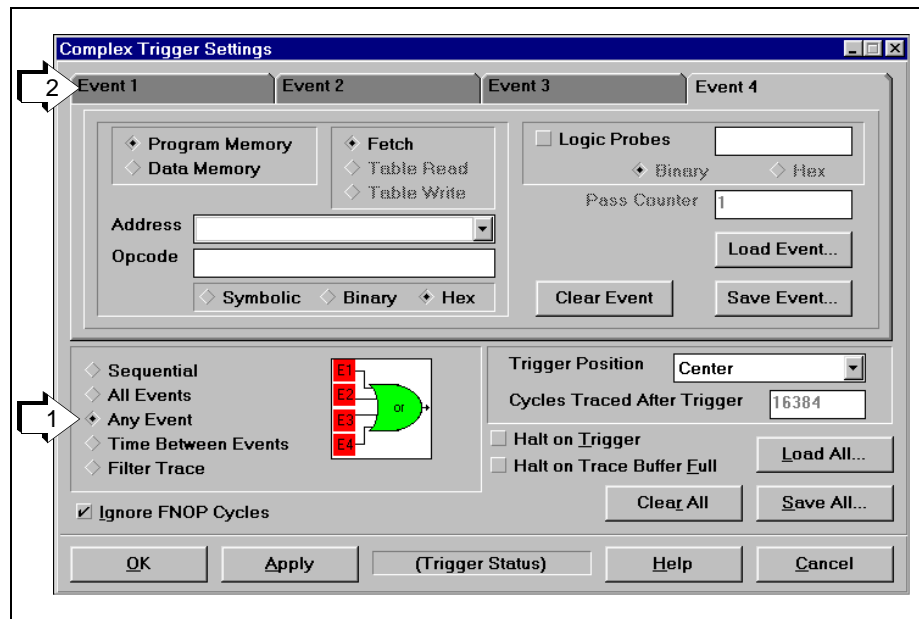 Complex Trigger Settings
2
Event 1
Event 2
Event 3
Event 4
Program Memory
Data Memory
Fetch
Table Read
Table Write
Logic Probes
Binary
Hex
Pass Counter
1
Address
Opcode
Symbolic
Binary
Hex
Load Event...
Clear Event
Save Event...
1
Sequential
All Events
Any Event
Time Between Events
Filter Trace
E1
E2
E3
E4
or
Trigger Position
Center
Cycles Traced After Trigger
16384
Halt on Trigger
Halt on Trace Buffer Full
Load All...
Clear All
Save All...
Ignore FNOP Cycles
OK
Apply
(Trigger Status)
Help
Cancel